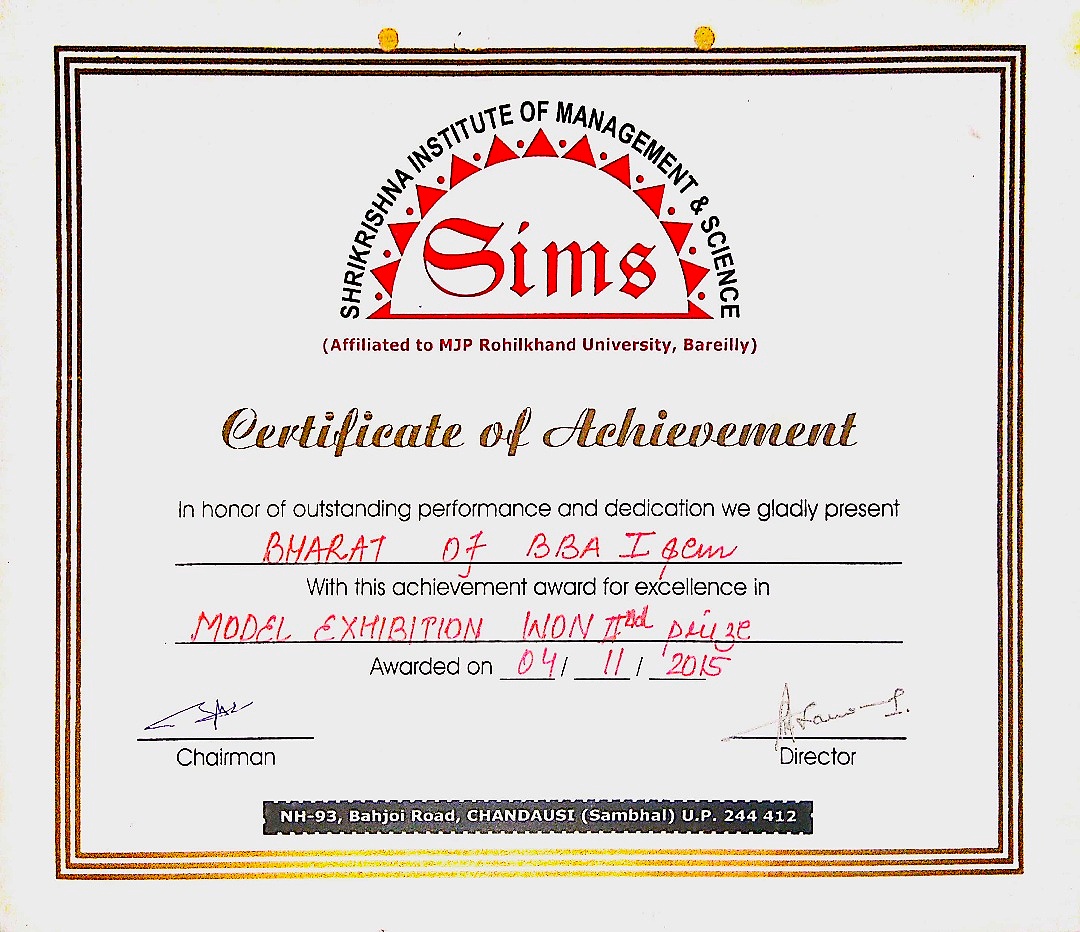 SHRIKRISHNA INSTITUTE OF MANAGEMENT & SCIENCE
Sims
(Affiliated to MJP Rohilkhand University, Bareilly)
Certificate of Achievement
In honor of outstanding performance and dedication we gladly present
BHARAT OF BBA I Sem
With this achievement award for excellence in
MODEL EXHIBITION WON IInd prize
Awarded on 04/ 11 / 2015
Chairman Director
NH-93, Bahjoi Road, CHANDAUSI (Sambhal) U.P. 244 412